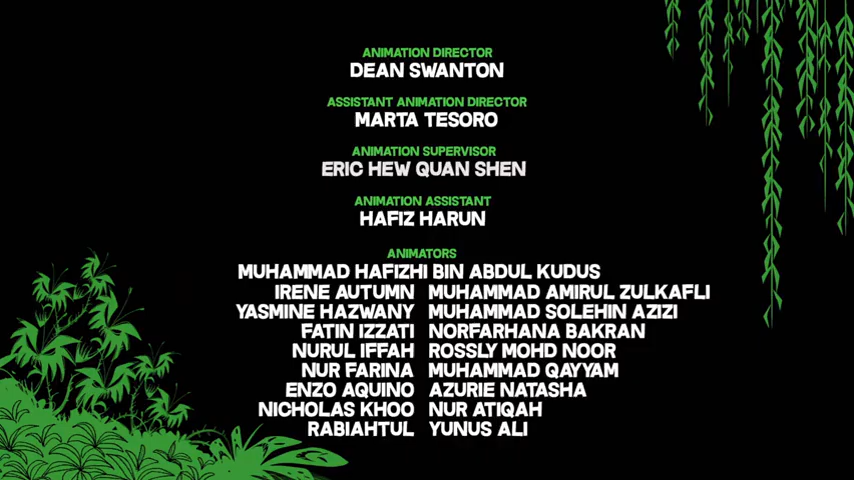 ANIMATION DIRECTOR
DEAN SWANTON
ASSISTANT ANIMATION DIRECTOR
MARTA TESORO
ANIMATION SUPERVISOR
ERIC HEW QUAN SHEN
ANIMATION ASSISTANT
HAFIZ HARUN
ANIMATORS
MUHAMMAD HAFIZHI BIN ABDUL KUDUS
IRENE AUTUMN MUHAMMAD AMIRUL ZULKAFLI
YASMINE HAZWANY MUHAMMAD SOLEHIN AZIZI
FATIN IZZATI NORFARHANA BAKRAN
NURUL IFFAH ROSSLY MOHD NOOR
NUR FARINA MUHAMMAD QAYYAM
ENZO AQUINO AZURIE NATASHA
NICHOLAS KHOO NUR ATIQAH
RABIAHTUL YUNUS ALI